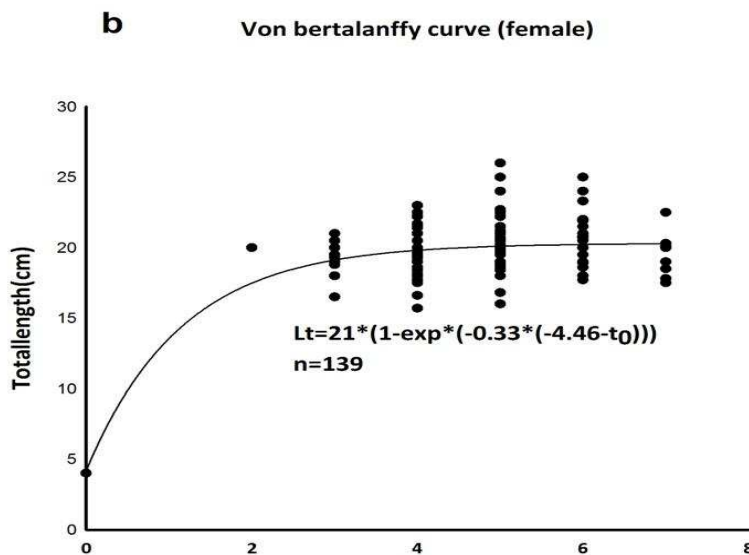 b
Von bertalanffy curve (female)
30
25
20
15
10
5
0
Totallength(cm)
Lt=21*(1-exp*(-0.33*(-4.46-t0)))
n=139
0 2 4 6 8